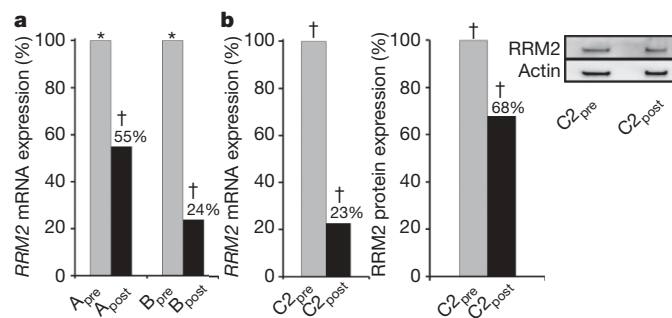 a
RRM2 mRNA expression (%)
100
80
60
40
20
0
*
†
55%
*
†
24%
Apre
Apost
Bpre
Bpost
b
RRM2 mRNA expression (%)
100
80
60
40
20
0
†
†
23%
C2pre
C2post
RRM2 protein expression (%)
100
80
60
40
20
0
†
†
68%
C2pre
C2post
RRM2
Actin
C2pre
C2post